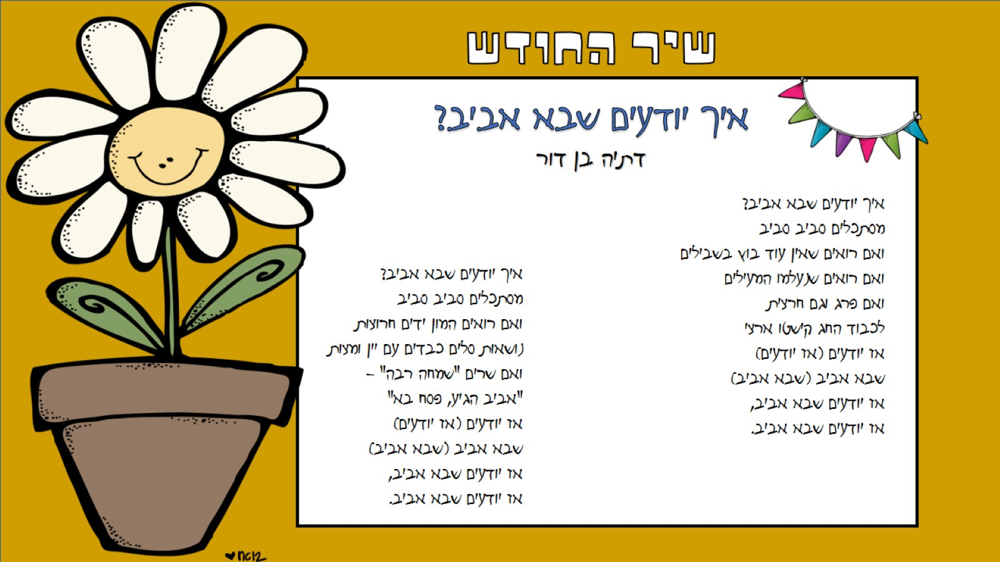 שיר החודש
איך יודעים שבא אביב?
דתיה בן דור
איך יודעים שבא אביב?
מסתכלים סביב סביב
ואם רואים שאין עוד בוץ בשבילים
ואם רואים שנעלמו המעילים
ואם פרג וגם חרצית
לכבוד החג קישטו ארצי
אז יודעים (אז יודעים)
שבא אביב (שבא אביב)
אז יודעים שבא אביב,
אז יודעים שבא אביב.
איך יודעים שבא אביב?
מסתכלים סביב סביב
ואם רואים המון ידים חרוצות
נושאות סלים כבדים עם יין ומצות
ואם שרים "שמחה רבה" –
"אביב הגיע, פסח בא"
אז יודעים (אז יודעים)
שבא אביב (שבא אביב)
אז יודעים שבא אביב,
אז יודעים שבא אביב.